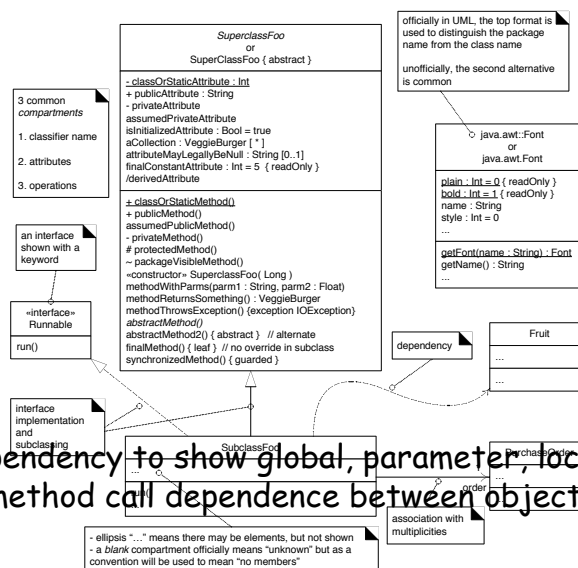 SuperclassFoo
or
SuperClassFoo { abstract }
- classOrStaticAttribute : Int
+ publicAttribute : String
- privateAttribute
assumedPrivateAttribute
isInitializedAttribute : Bool = true
aCollection : VeggieBurger [ * ]
attributeMayLegallyBeNull : String [0..1]
finalConstantAttribute : Int = 5 { readOnly }
/derivedAttribute
+ classOrStaticMethod()
+ publicMethod()
assumedPublicMethod()
- privateMethod()
# protectedMethod()
~ packageVisibleMethod()
«constructor» SuperclassFoo( Long )
methodWithParms(parm1 : String, parm2 : Float)
methodReturnsSomething() : VeggieBurger
methodThrowsException() {exception IOException}
abstractMethod()
abstractMethod2() { abstract } // alternate
finalMethod() { leaf } // no override in subclass
synchronizedMethod() { guarded }
3 common
compartments
1. classifier name
2. attributes
3. operations
officially in UML, the top format is
used to distinguish the package
name from the class name
unofficially, the second alternative
is common
java.awt::Font
or
java.awt.Font
plain : Int = 0 { readOnly }
bold : Int = 1 { readOnly }
name : String
style : Int = 0
...
getFont(name : String) : Font
getName() : String
...
an interface
shown with a
keyword
«interface»
Runnable
run()
dependency
Fruit
...
...
interface
implementation
and
subclassing
SubclassFoo
...
run()
...
PurchaseOrder
...
order
association with
multiplicities
pendency to show global, parameter, loc
method call dependence between object
- ellipsis “...” means there may be elements, but not shown
- a blank compartment officially means “unknown” but as a
convention will be used to mean “no members”